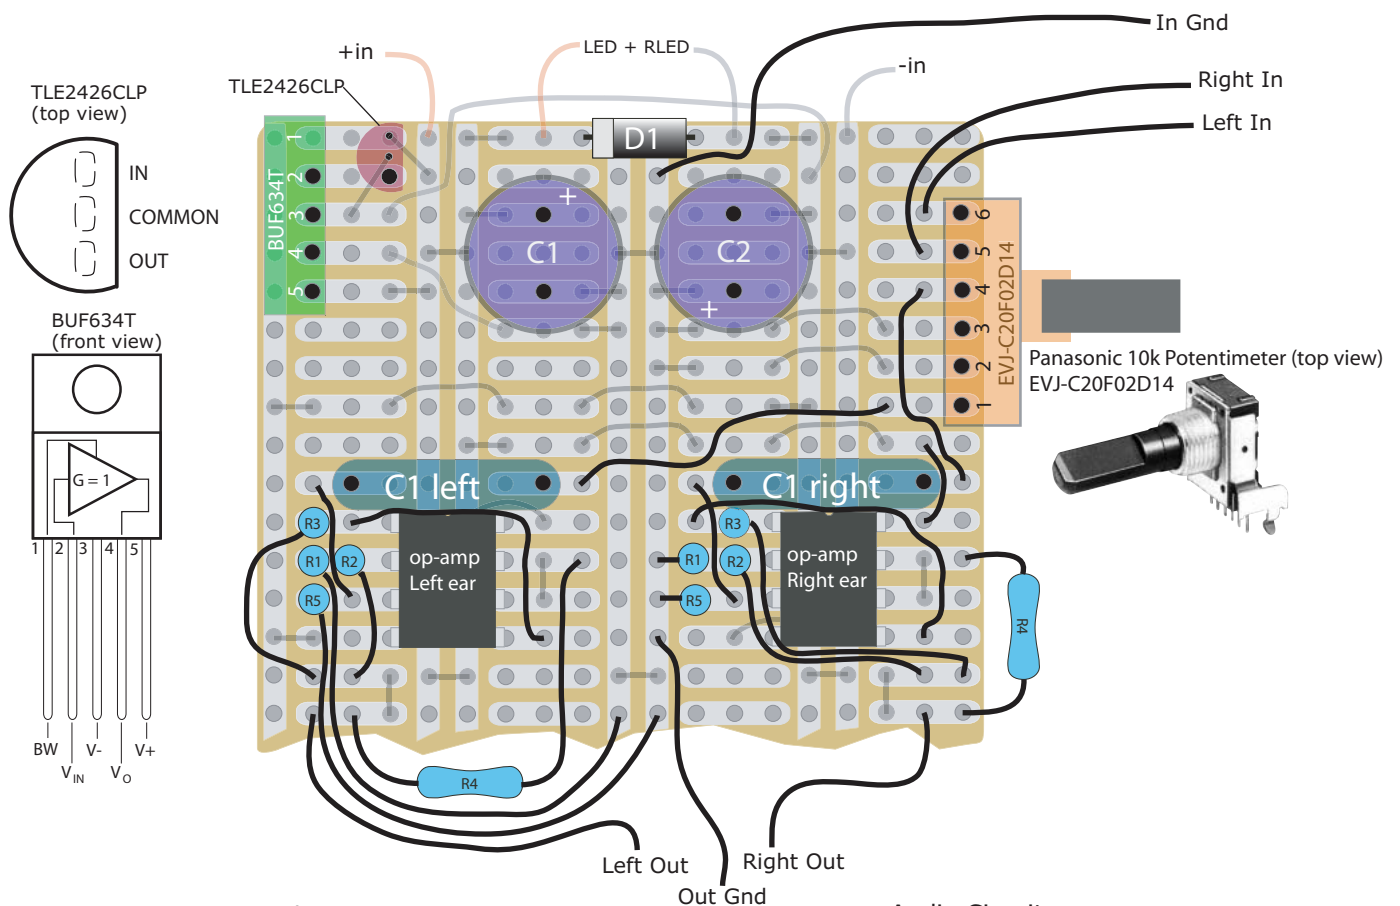 In Gnd
+in
LED + RLED
-in
Right In
Left In
TLE2426CLP
(top view)
TLE2426CLP
IN
COMMON
OUT
BUF634T
1
2
3
4
5
D1
+
C1
C2
+
EVJ-C20F02D14
6
5
4
3
2
1
BUF634T
(front view)
G = 1
1 2 3 4 5
BW
VIN
V-
VO
V+
Panasonic 10k Potentimeter (top view)
EVJ-C20F02D14
C1 left
C1 right
R3
R1
R2
R5
op-amp
Left ear
R3
R1
R2
R5
op-amp
Right ear
R4
R4
Left Out
Right Out
Out Gnd